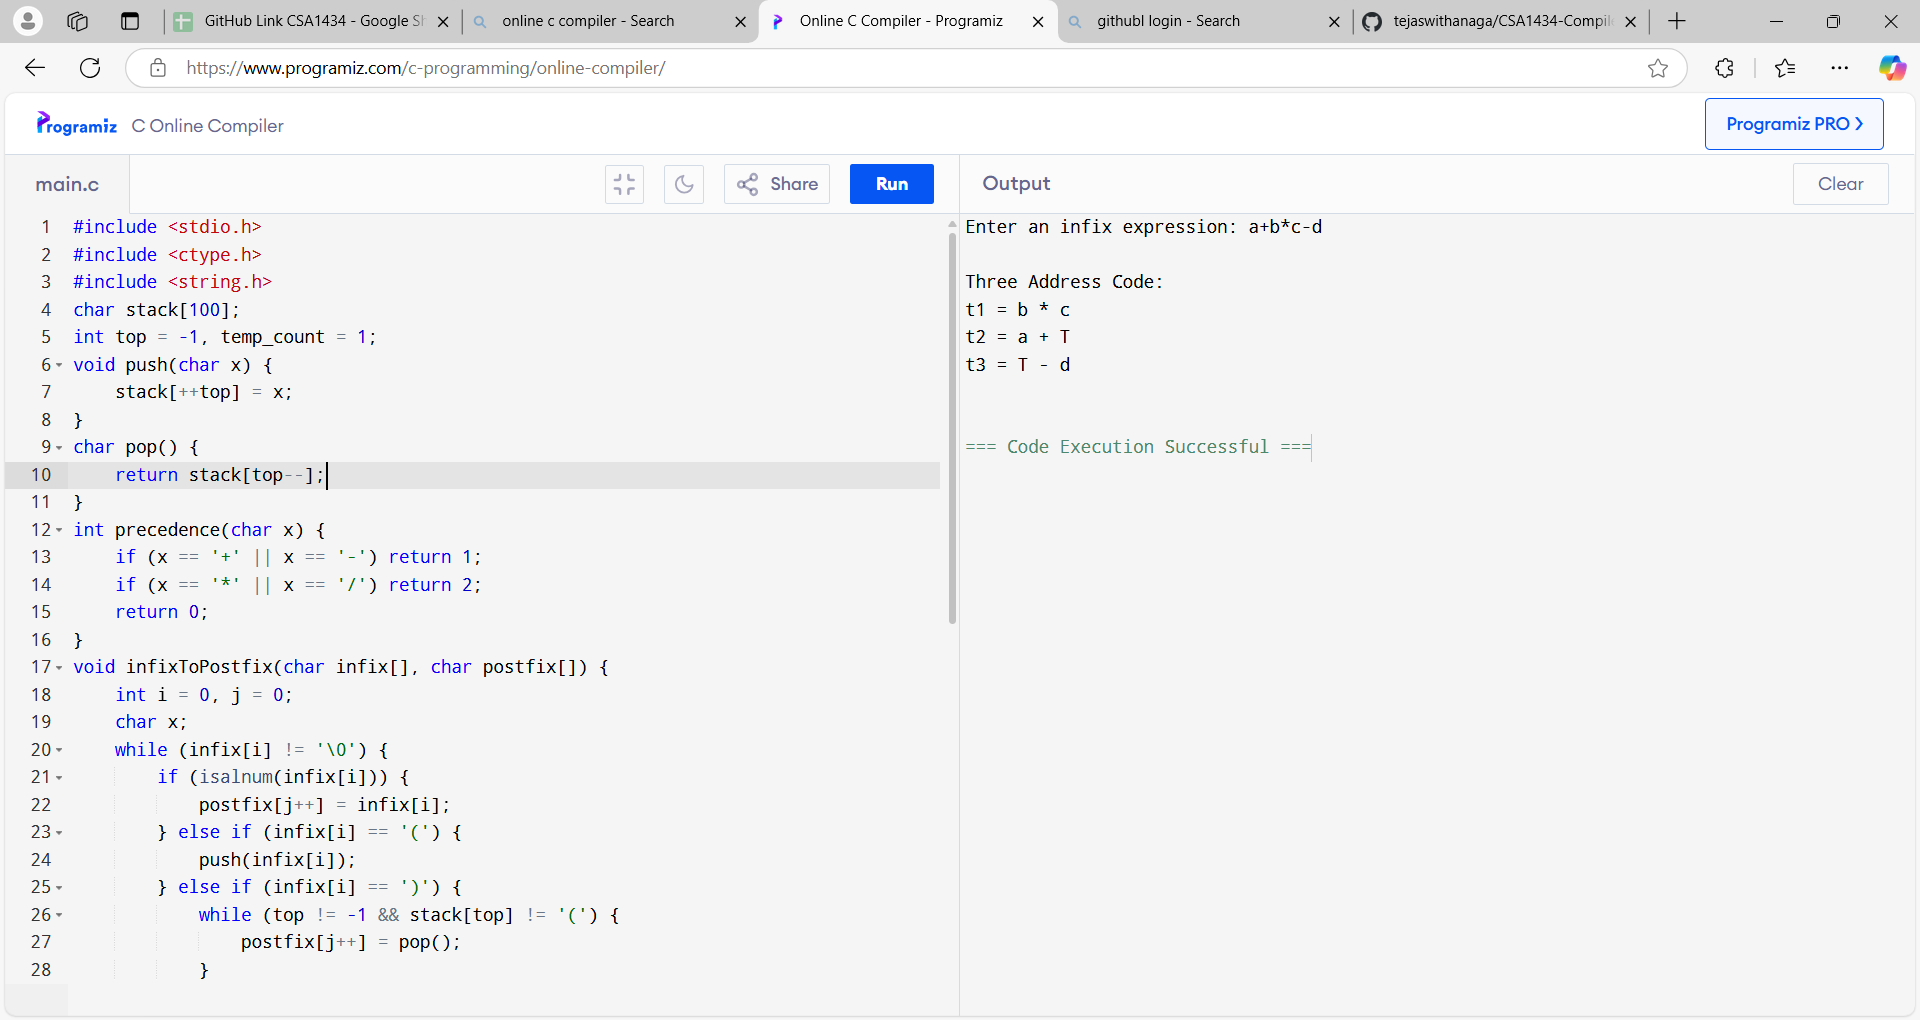 GitHub Link CSA1434 - Google Sh
online c compiler - Search
Online C Compiler - Programiz
githubl login - Search
tejaswithanaga/CSA1434-Compil
https://www.programiz.com/c-programming/online-compiler/
Programiz C Online Compiler
Programiz PRO
main.c
Share
Run
Output
Clear
1 #include <stdio.h>
2 #include <ctype.h>
3 #include <string.h>
4 char stack[100];
5 int top = -1, temp_count = 1;
6 void push(char x) {
7 stack[++top] = x;
8 }
9 char pop() {
10 return stack[top--];
11 }
12 int precedence(char x) {
13 if (x == '+' || x == '-') return 1;
14 if (x == '*' || x == '/') return 2;
15 return 0;
16 }
17 void infixToPostfix(char infix[], char postfix[]) {
18 int i = 0, j = 0;
19 char x;
20 while (infix[i] != '\0') {
21 if (isalnum(infix[i])) {
22 postfix[j++] = infix[i];
23 } else if (infix[i] == '(') {
24 push(infix[i]);
25 } else if (infix[i] == ')') {
26 while (top != -1 && stack[top] != '(') {
27 postfix[j++] = pop();
28 }
Enter an infix expression: a+b*c-d
Three Address Code:
t1 = b * c
t2 = a + T
t3 = T - d
=== Code Execution Successful ===